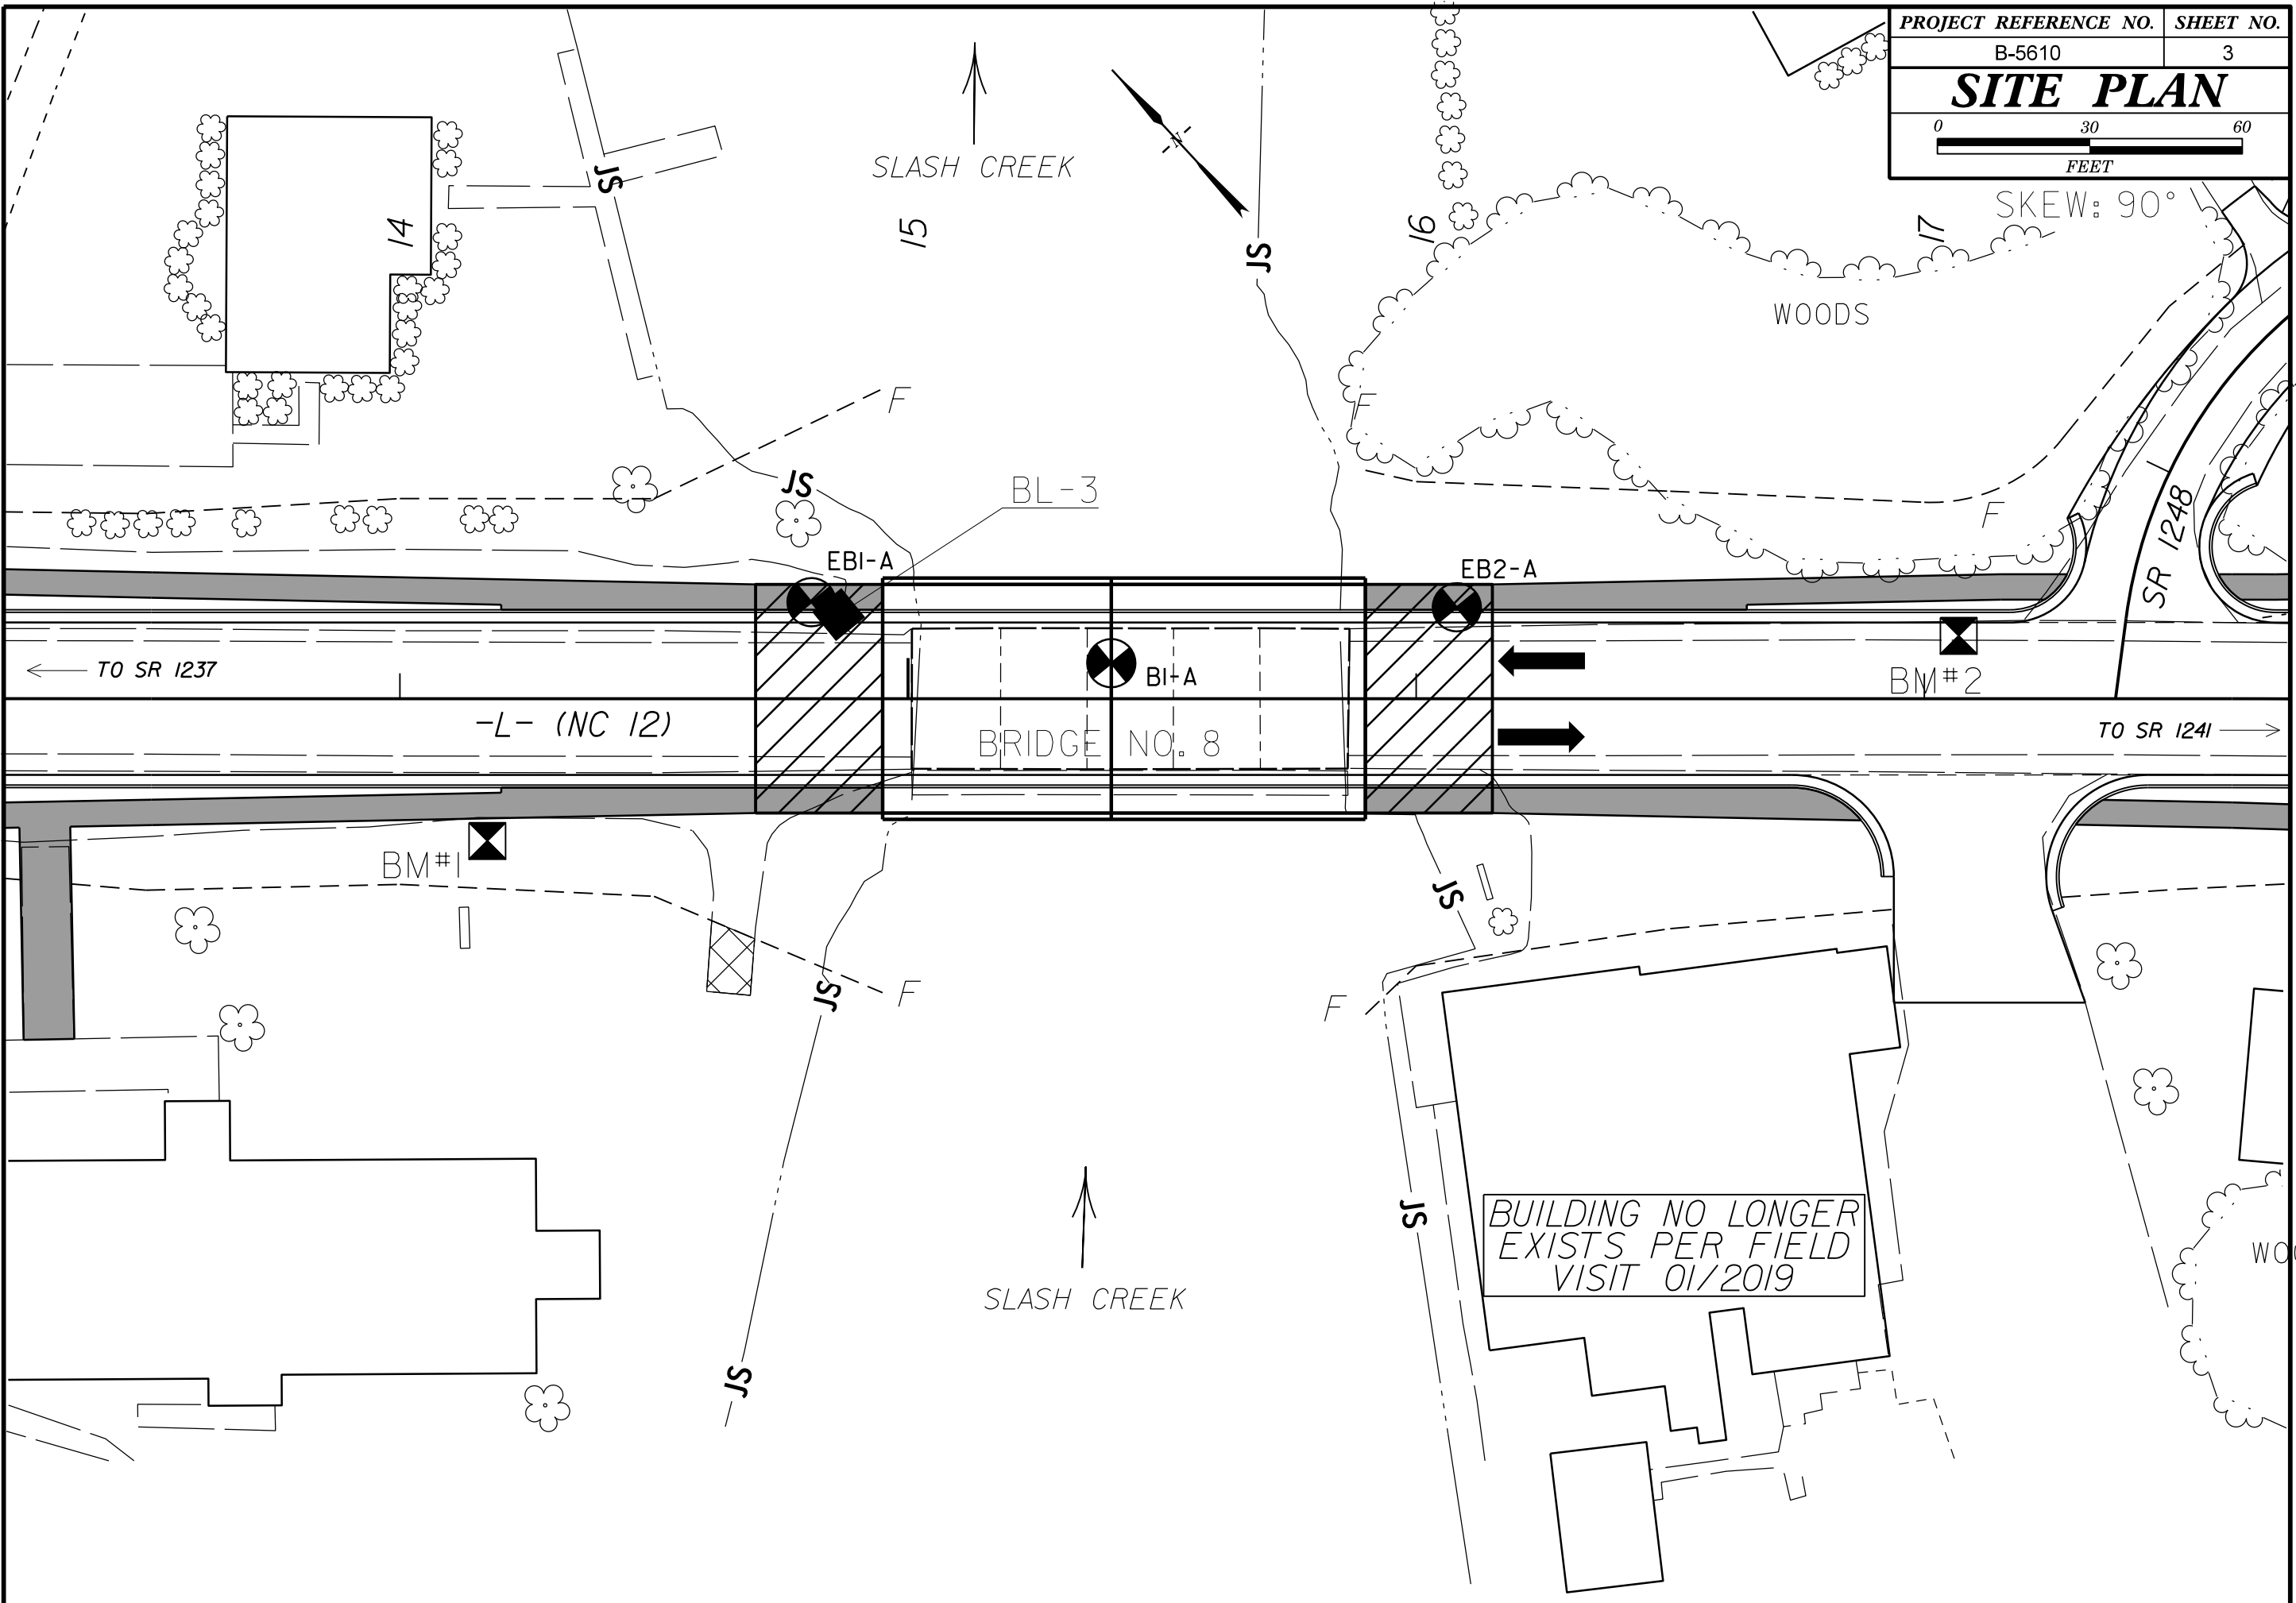 PROJECT REFERENCE NO. SHEET NO.
B-5610 3
SITE PLAN
0 30 60
FEET
SKEW: 90°
SLASH CREEK
N
JS
14
15
16
17
JS
WOODS
F
F
JS
BL-3
F
SR 1248
EB1-A
EB2-A
TO SR 1237
B1-A
BM#2
-L- (NC 12)
BRIDGE NO. 8
TO SR 1241
BM#1
JS
JS
F
F
JS
BUILDING NO LONGER
EXISTS PER FIELD
VISIT 01/2019
SLASH CREEK
JS